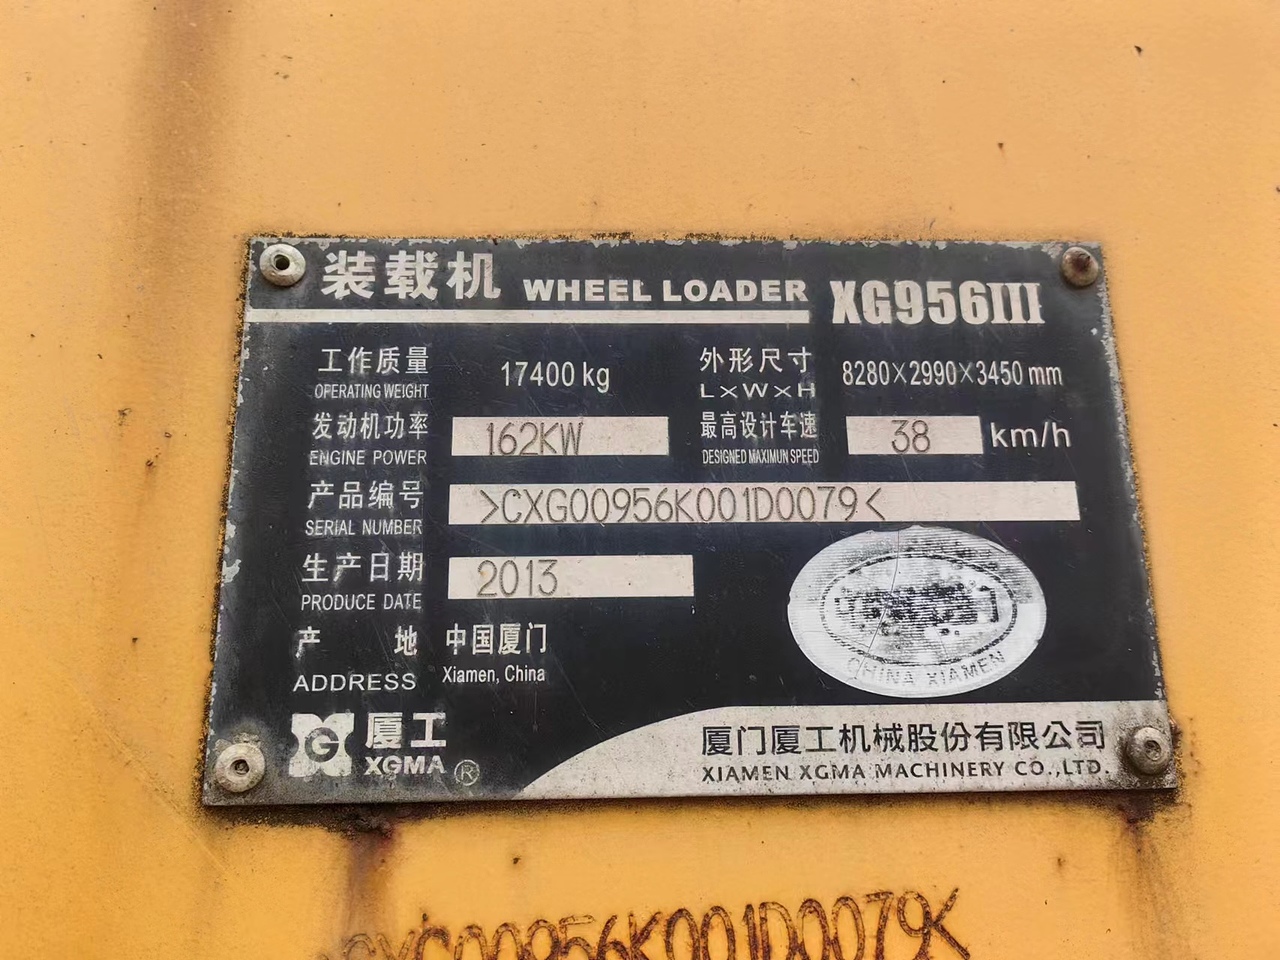 装载机 WHEEL LOADER XG956III
工作质量 17400 kg 外形尺寸 8280×2990×3450 mm
OPERATING WEIGHT L×W×H
发动机功率 162KW 最高设计车速 38 km/h
ENGINE POWER DESIGNED MAXIMUN SPEED
产品编号 >CXG00956K001D0079<
SERIAL NUMBER
生产日期 2013
PRODUCE DATE
产 地 中国厦门
ADDRESS Xiamen, China
CHINA XIAMEN
G 厦工
XGMA ®
厦门厦工机械股份有限公司
XIAMEN XGMA MACHINERY CO.,LTD.
CXG00956K001D0079<